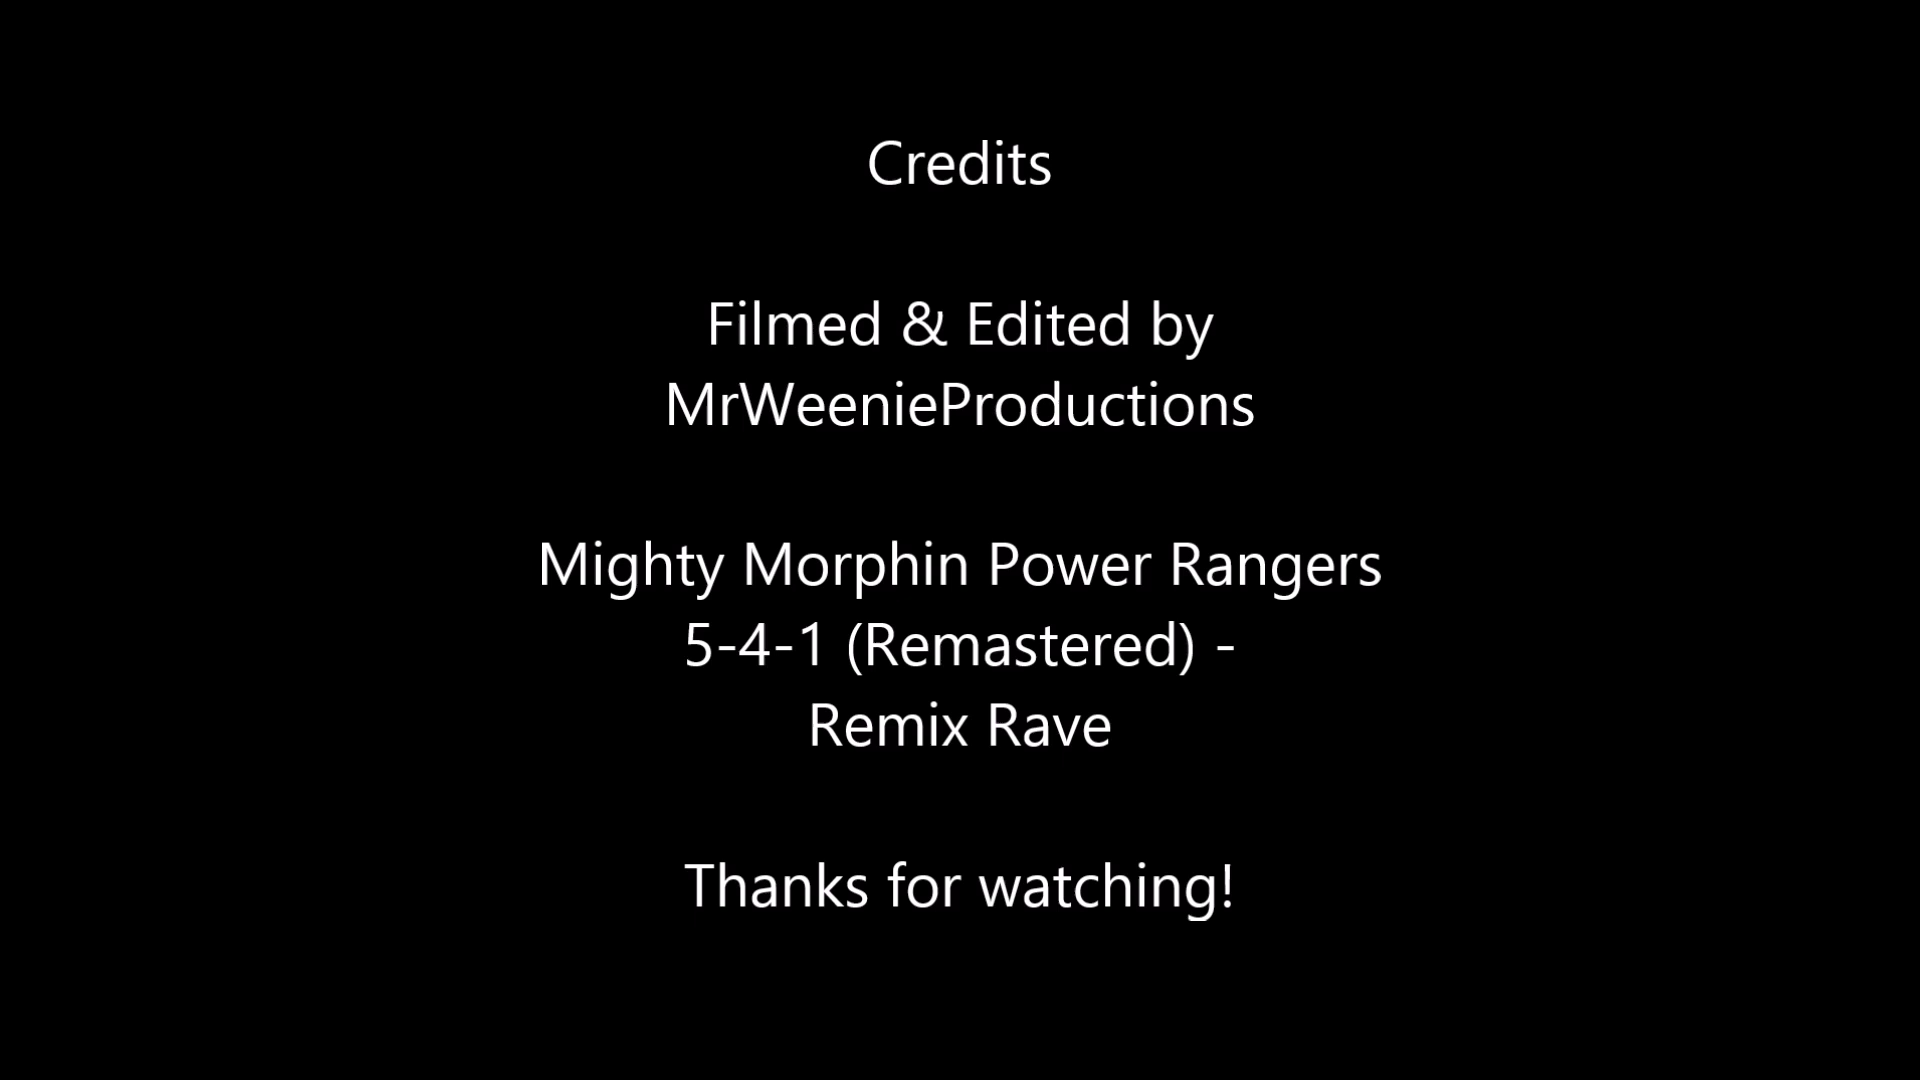 Credits
Filmed & Edited by
MrWeenieProductions
Mighty Morphin Power Rangers
5-4-1 (Remastered) -
Remix Rave
Thanks for watching!